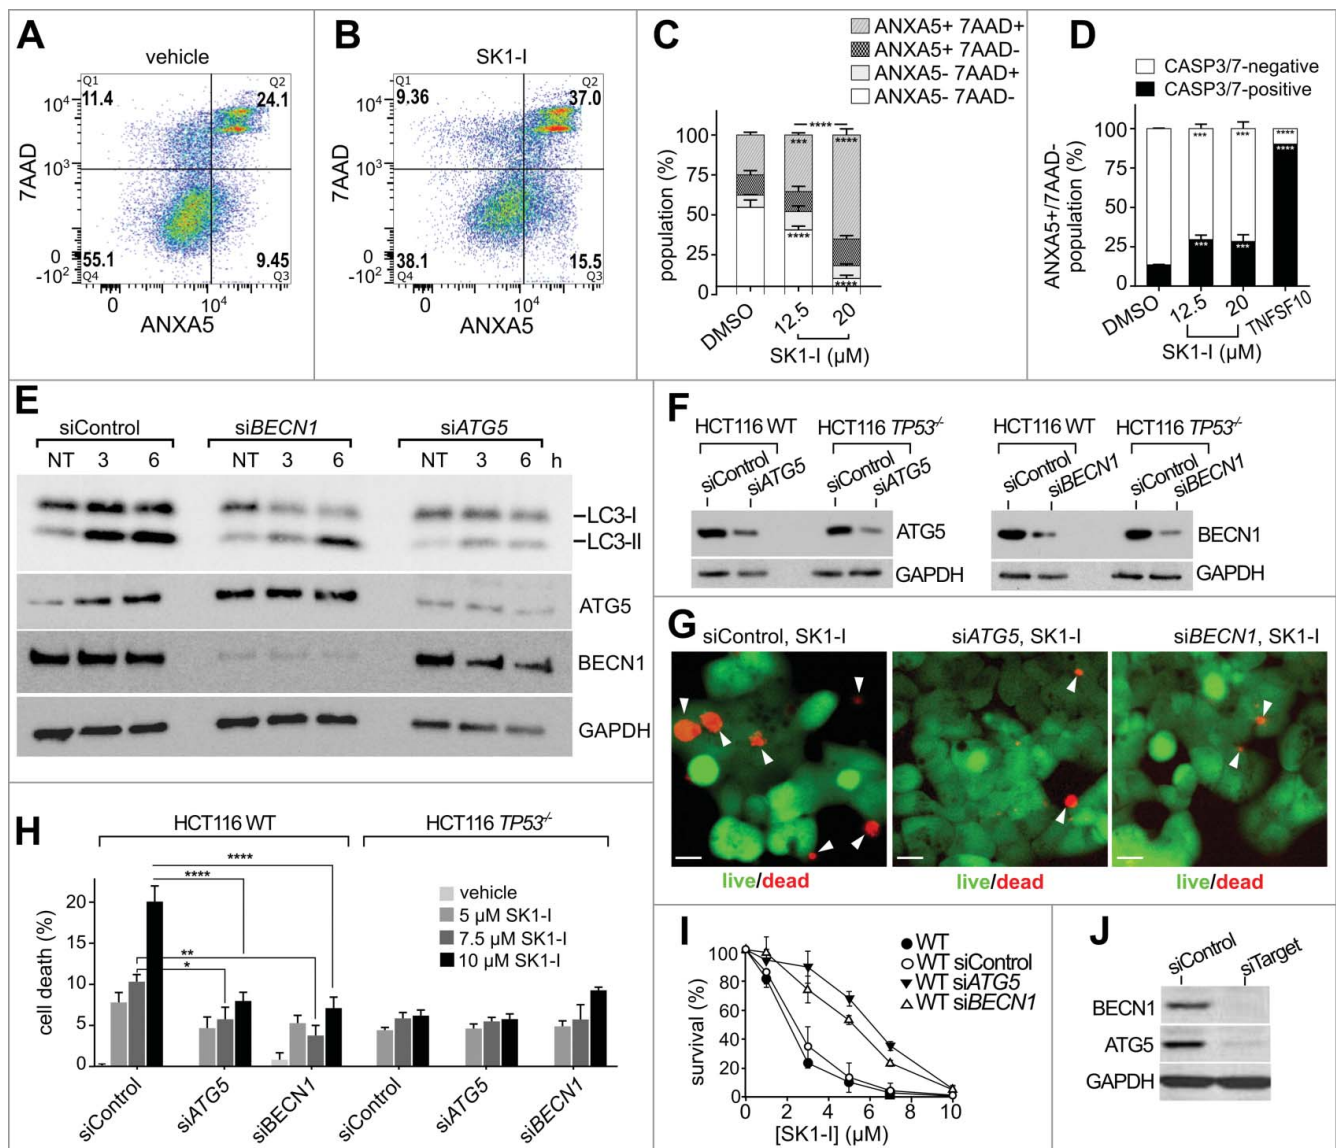 A
vehicle
Q1
11.4
Q2
24.1
55.1
Q4
9.45
Q3
10⁴
10³
0
-10²
7AAD
0
10⁴
ANXA5
B
SK1-I
Q1
9.36
Q2
37.0
38.1
Q4
15.5
Q3
10⁴
10³
0
-10²
7AAD
0
10⁴
ANXA5
C
ANXA5+ 7AAD+
ANXA5+ 7AAD-
ANXA5- 7AAD+
ANXA5- 7AAD-
population (%)
100
75
50
25
0
****
***
****
****
****
DMSO
12.5
20
SK1-I (µM)
D
CASP3/7-negative
CASP3/7-positive
ANXA5+/7AAD-
population (%)
100
75
50
25
0
***
***
****
****
***
***
DMSO
12.5
20
TNFSF10
SK1-I (µM)
E
siControl
siBECN1
siATG5
NT 3 6
NT 3 6
NT 3 6 h
LC3-I
LC3-II
ATG5
BECN1
GAPDH
F
HCT116 WT
HCT116 TP53-/-
siControl
siATG5
siControl
siATG5
ATG5
GAPDH
HCT116 WT
HCT116 TP53-/-
siControl
siBECN1
siControl
siBECN1
BECN1
GAPDH
G
siControl, SK1-I
siATG5, SK1-I
siBECN1, SK1-I
live/dead
live/dead
live/dead
H
HCT116 WT
HCT116 TP53-/-
****
****
**
*
vehicle
5 µM SK1-I
7.5 µM SK1-I
10 µM SK1-I
cell death (%)
20
15
10
5
0
siControl
siATG5
siBECN1
siControl
siATG5
siBECN1
I
WT
WT siControl
WT siATG5
WT siBECN1
survival (%)
100
80
60
40
20
0
0 2 4 6 8 10
[SK1-I] (µM)
J
siControl
siTarget
BECN1
ATG5
GAPDH